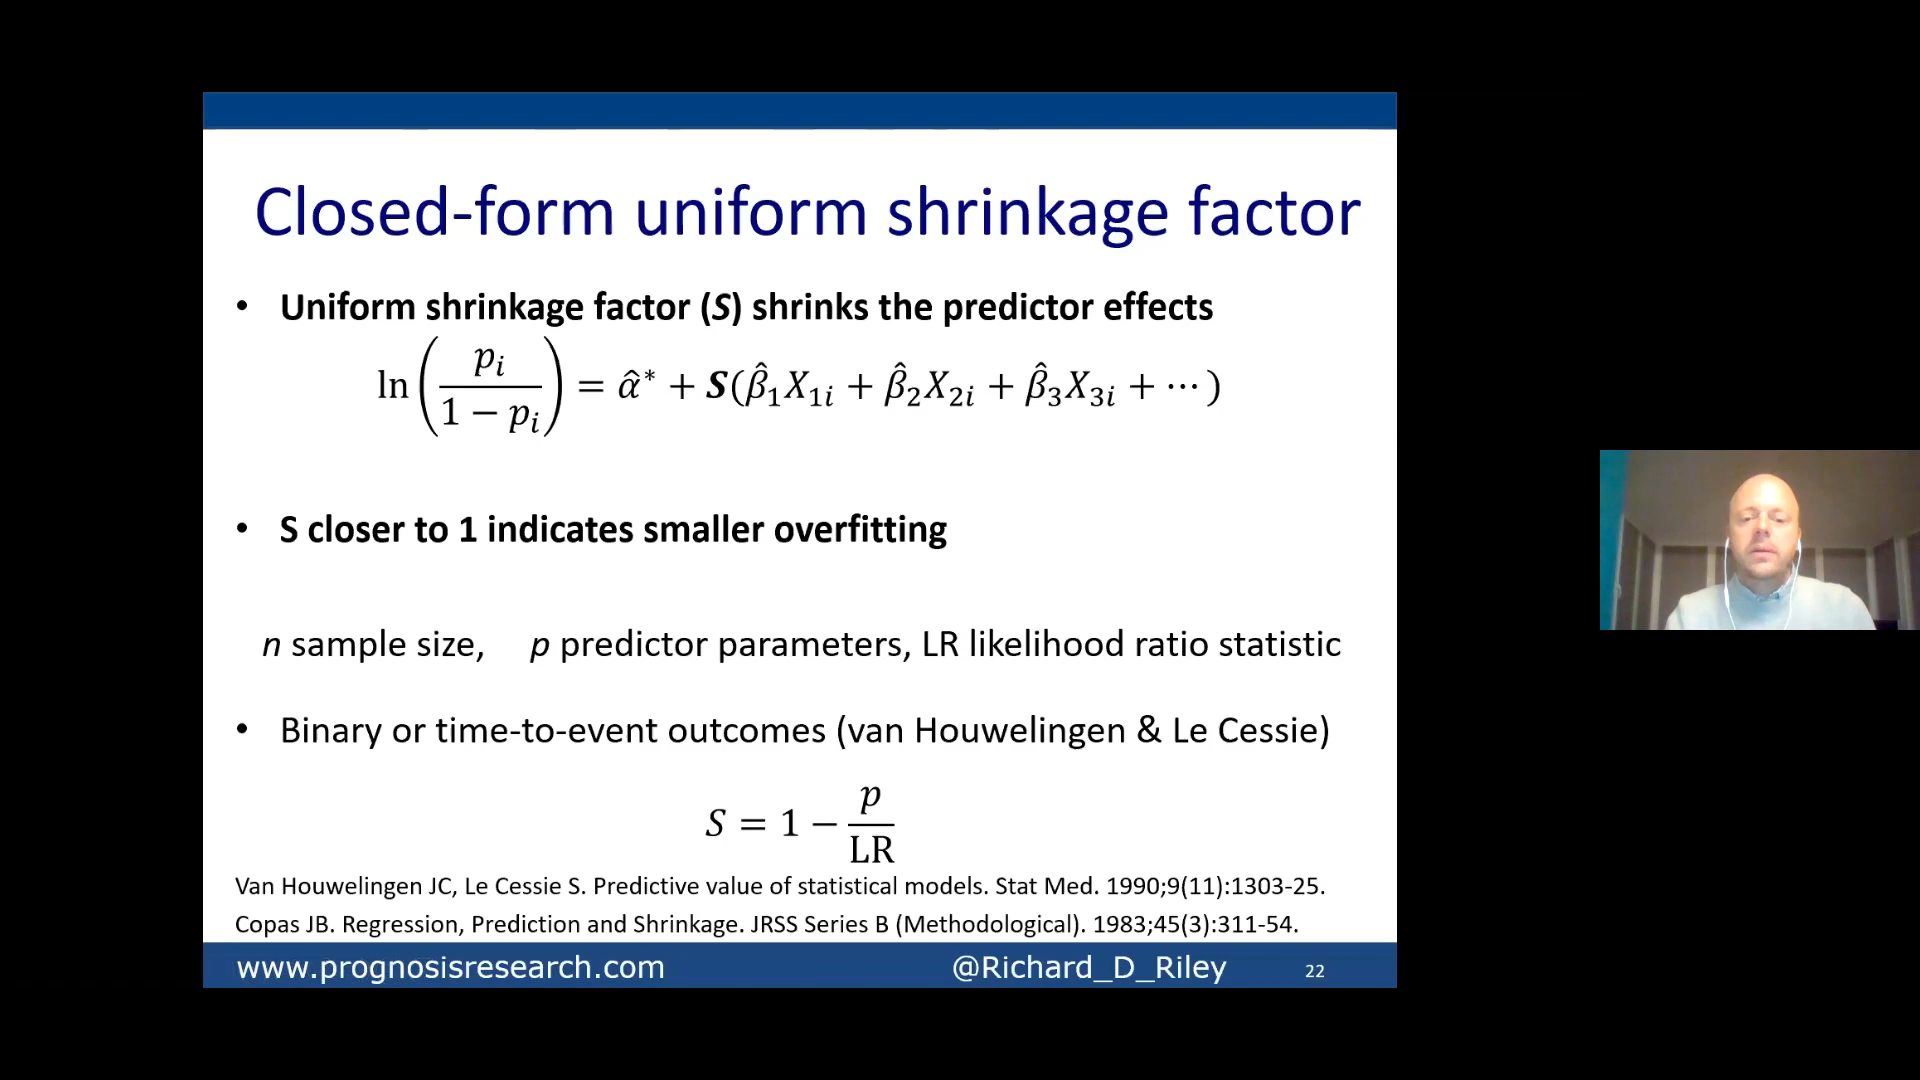 Closed-form uniform shrinkage factor
• Uniform shrinkage factor (S) shrinks the predictor effects
ln(p_i / (1 − p_i)) = α̂* + S(β̂₁X₁ᵢ + β̂₂X₂ᵢ + β̂₃X₃ᵢ + ⋯ )
• S closer to 1 indicates smaller overfitting
n sample size, p predictor parameters, LR likelihood ratio statistic
• Binary or time-to-event outcomes (van Houwelingen & Le Cessie)
S = 1 − p / LR
Van Houwelingen JC, Le Cessie S. Predictive value of statistical models. Stat Med. 1990;9(11):1303-25.
Copas JB. Regression, Prediction and Shrinkage. JRSS Series B (Methodological). 1983;45(3):311-54.
www.prognosisresearch.com @Richard_D_Riley 22